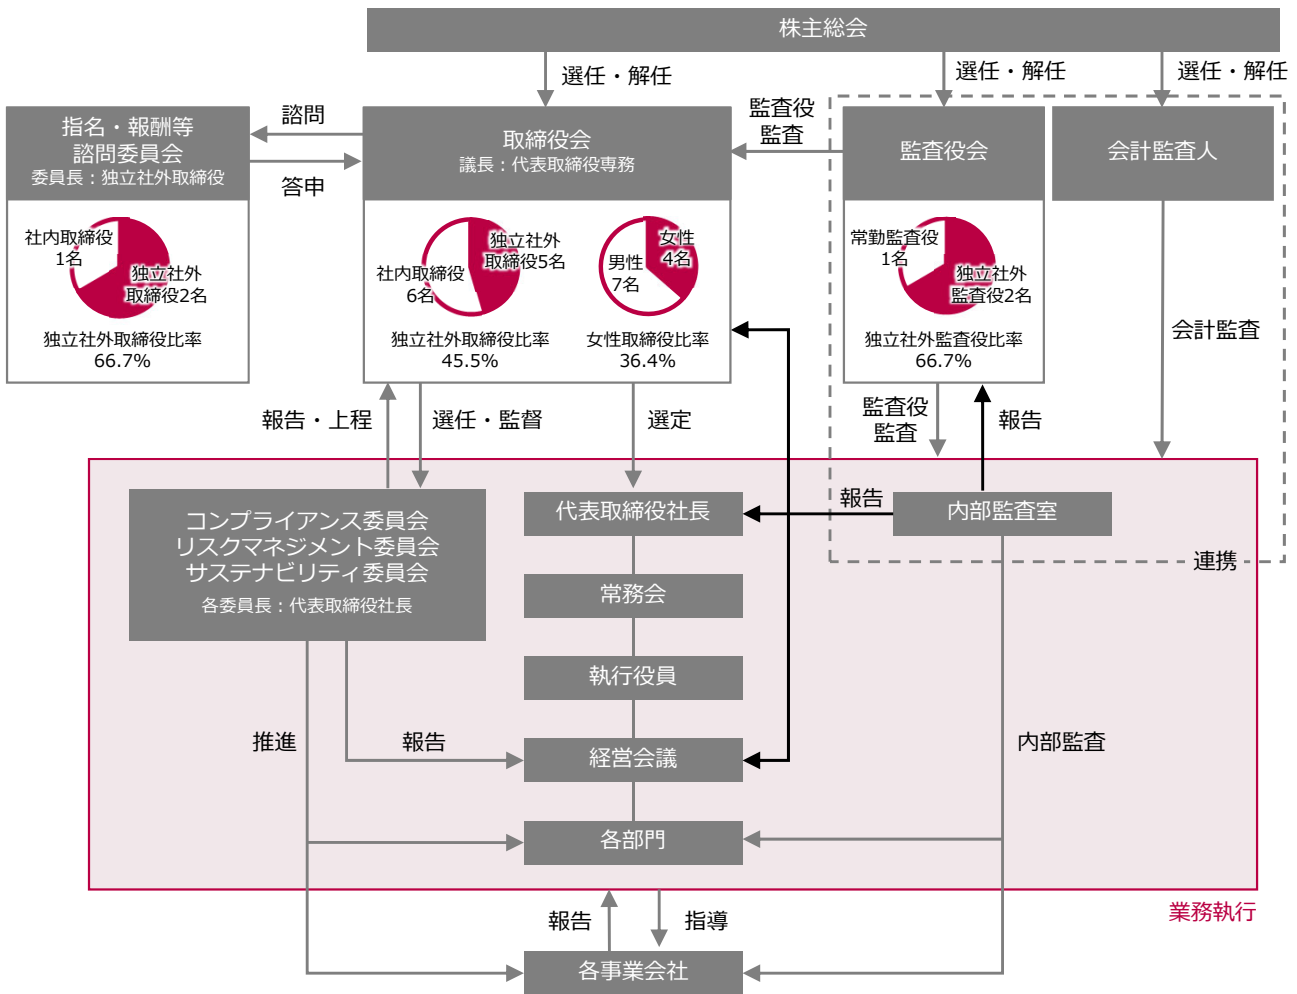 株主総会
選任・解任
選任・解任
選任・解任
指名・報酬等
諮問委員会
委員長：独立社外取締役
諮問
答申
取締役会
議長：代表取締役専務
監査役
監査
監査役会
会計監査人
社内取締役
1名
独立社外
取締役2名
独立社外取締役比率
66.7%
社内取締役
6名
独立社外
取締役5名
独立社外取締役比率
45.5%
男性
7名
女性
4名
女性取締役比率
36.4%
常勤監査役
1名
独立社外
監査役2名
独立社外監査役比率
66.7%
会計監査
報告・上程
選任・監督
選定
監査役
監査
報告
コンプライアンス委員会
リスクマネジメント委員会
サステナビリティ委員会
各委員長：代表取締役社長
代表取締役社長
報告
内部監査室
連携
常務会
執行役員
推進
報告
経営会議
内部監査
各部門
業務執行
報告
指導
各事業会社